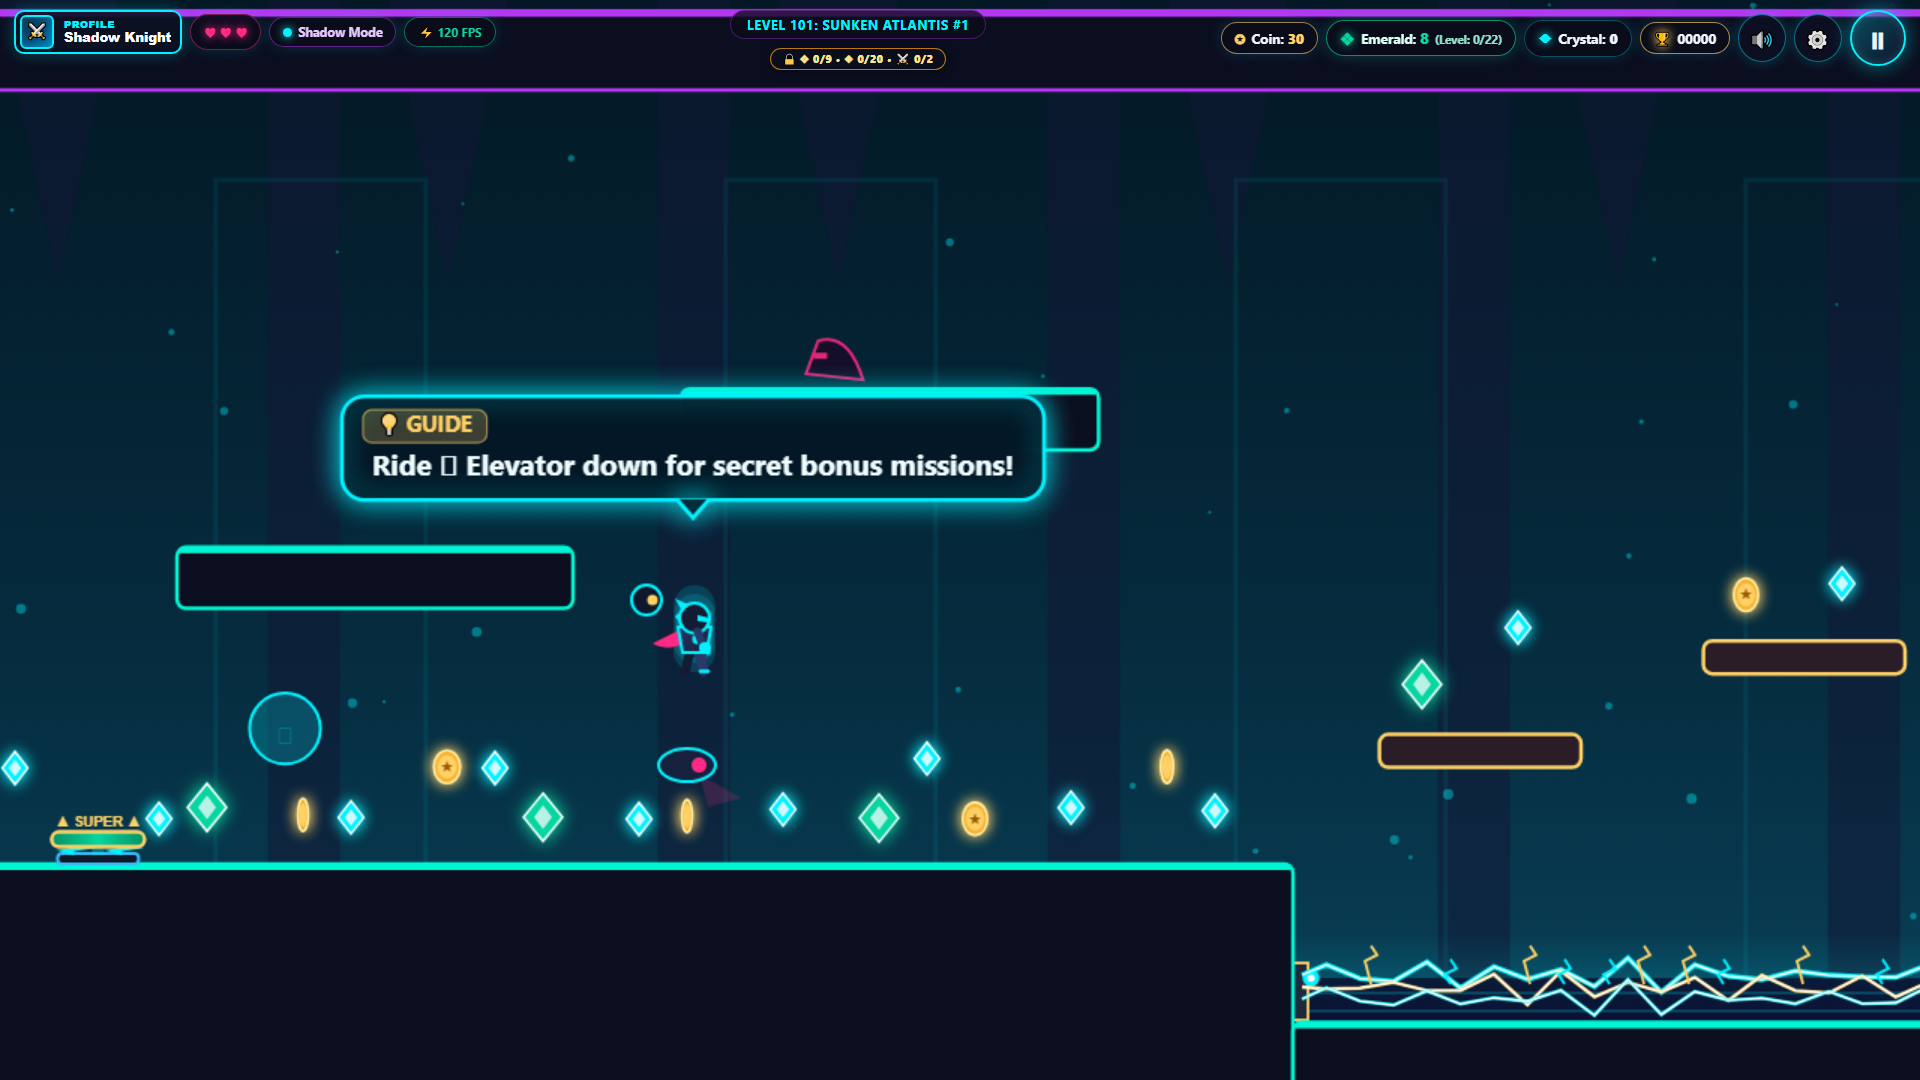 PROFILE
Shadow Knight
Shadow Mode
120 FPS
LEVEL 101: SUNKEN ATLANTIS #1
0/9 • 0/20 • 0/2
Coin: 30
Emerald: 8 (Level: 0/22)
Crystal: 0
00000
GUIDE
Ride Elevator down for secret bonus missions!
▲ SUPER ▲